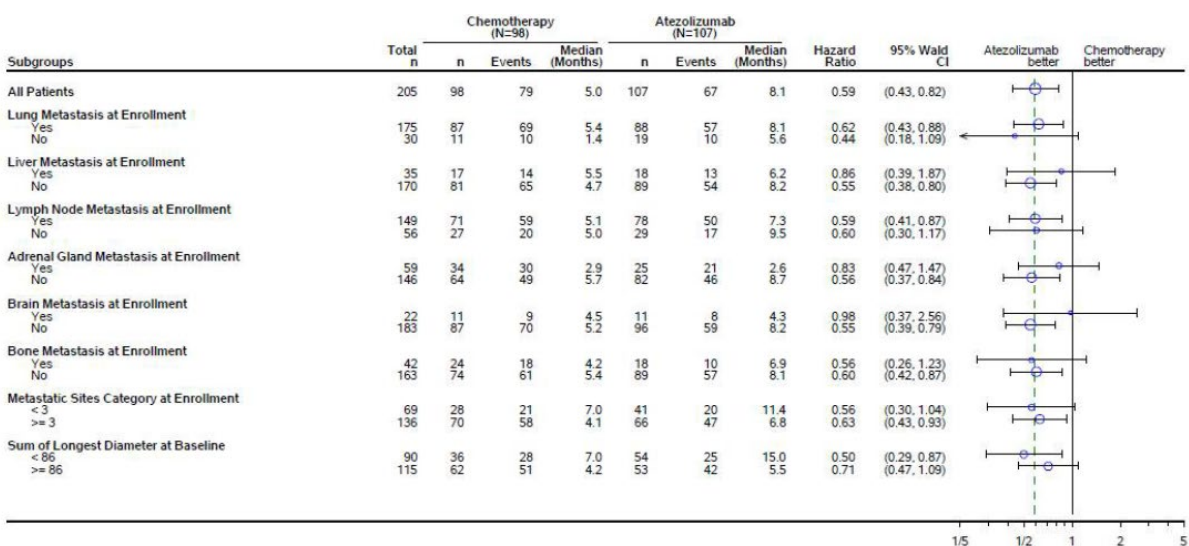 Chemotherapy (N=98) Atezolizumab (N=107)
Subgroups Total n n Events Median (Months) n Events Median (Months) Hazard Ratio 95% Wald CI Atezolizumab better Chemotherapy better
All Patients 205 98 79 5.0 107 67 8.1 0.59 (0.43, 0.82)
Lung Metastasis at Enrollment
Yes 175 87 69 5.4 88 57 8.1 0.62 (0.43, 0.88)
No 30 11 10 1.4 19 10 5.6 0.44 (0.18, 1.09)
Liver Metastasis at Enrollment
Yes 35 17 14 5.5 18 13 6.2 0.86 (0.39, 1.87)
No 170 81 65 4.7 89 54 8.2 0.55 (0.38, 0.80)
Lymph Node Metastasis at Enrollment
Yes 149 71 59 5.1 78 50 7.3 0.59 (0.41, 0.87)
No 56 27 20 5.0 29 17 9.5 0.60 (0.30, 1.17)
Adrenal Gland Metastasis at Enrollment
Yes 59 34 30 2.9 25 21 2.6 0.83 (0.47, 1.47)
No 146 64 49 5.7 82 46 8.7 0.56 (0.37, 0.84)
Brain Metastasis at Enrollment
Yes 22 11 9 4.5 11 8 4.3 0.98 (0.37, 2.56)
No 183 87 70 5.2 96 59 8.2 0.55 (0.39, 0.79)
Bone Metastasis at Enrollment
Yes 42 24 18 4.2 18 10 6.9 0.56 (0.26, 1.23)
No 163 74 61 5.4 89 57 8.1 0.60 (0.42, 0.87)
Metastatic Sites Category at Enrollment
< 3 69 28 21 7.0 41 20 11.4 0.56 (0.30, 1.04)
>= 3 136 70 58 4.1 66 47 6.8 0.63 (0.43, 0.93)
Sum of Longest Diameter at Baseline
< 86 90 36 28 7.0 54 25 15.0 0.50 (0.29, 0.87)
>= 86 115 62 51 4.2 53 42 5.5 0.71 (0.47, 1.09)
1/5 1/2 1 2 5